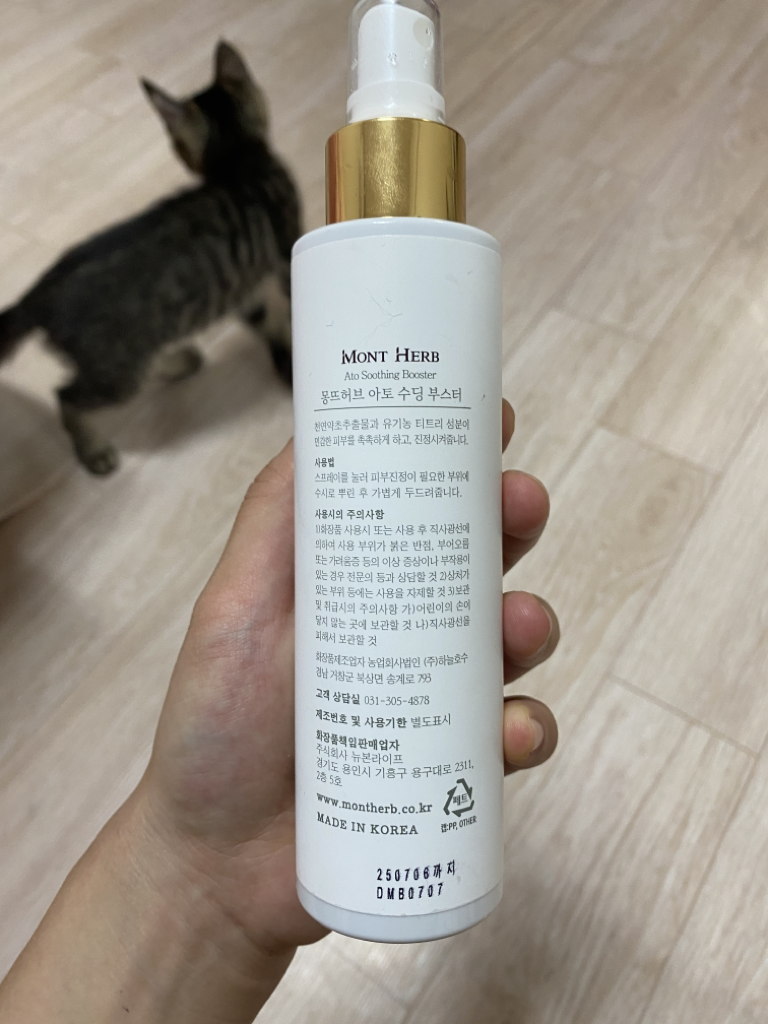 MONT HERB
Ato Soothing Booster
몽뜨허브 아토 수딩 부스터
천연약초추출물과 유기농 티트리 성분이
민감한 피부를 촉촉하게 하고, 진정시켜줍니다.
사용법
스프레이를 눌러 피부진정이 필요한 부위에
수시로 뿌린 후 가볍게 두드려줍니다.
사용시의 주의사항
1)화장품 사용시 또는 사용 후 직사광선에
의하여 사용 부위가 붉은 반점, 부어오름
또는 가려움증 등의 이상 증상이나 부작용이
있는 경우 전문의 등과 상담할 것 2)상처가
있는 부위 등에는 사용을 자제할 것 3)보관
및 취급시의 주의사항 가)어린이의 손이
닿지 않는 곳에 보관할 것 나)직사광선을
피해서 보관할 것
화장품제조업자 농업회사법인 (주)하늘호수
경남 거창군 북상면 송계로 793
고객 상담실 031-305-4878
제조번호 및 사용기한 별도표시
화장품책임판매업자
주식회사 뉴본라이프
경기도 용인시 기흥구 용구대로 2311,
2층 5호
www.montherb.co.kr
페트
MADE IN KOREA
캡:PP, OTHER
250706까지
DMB0707